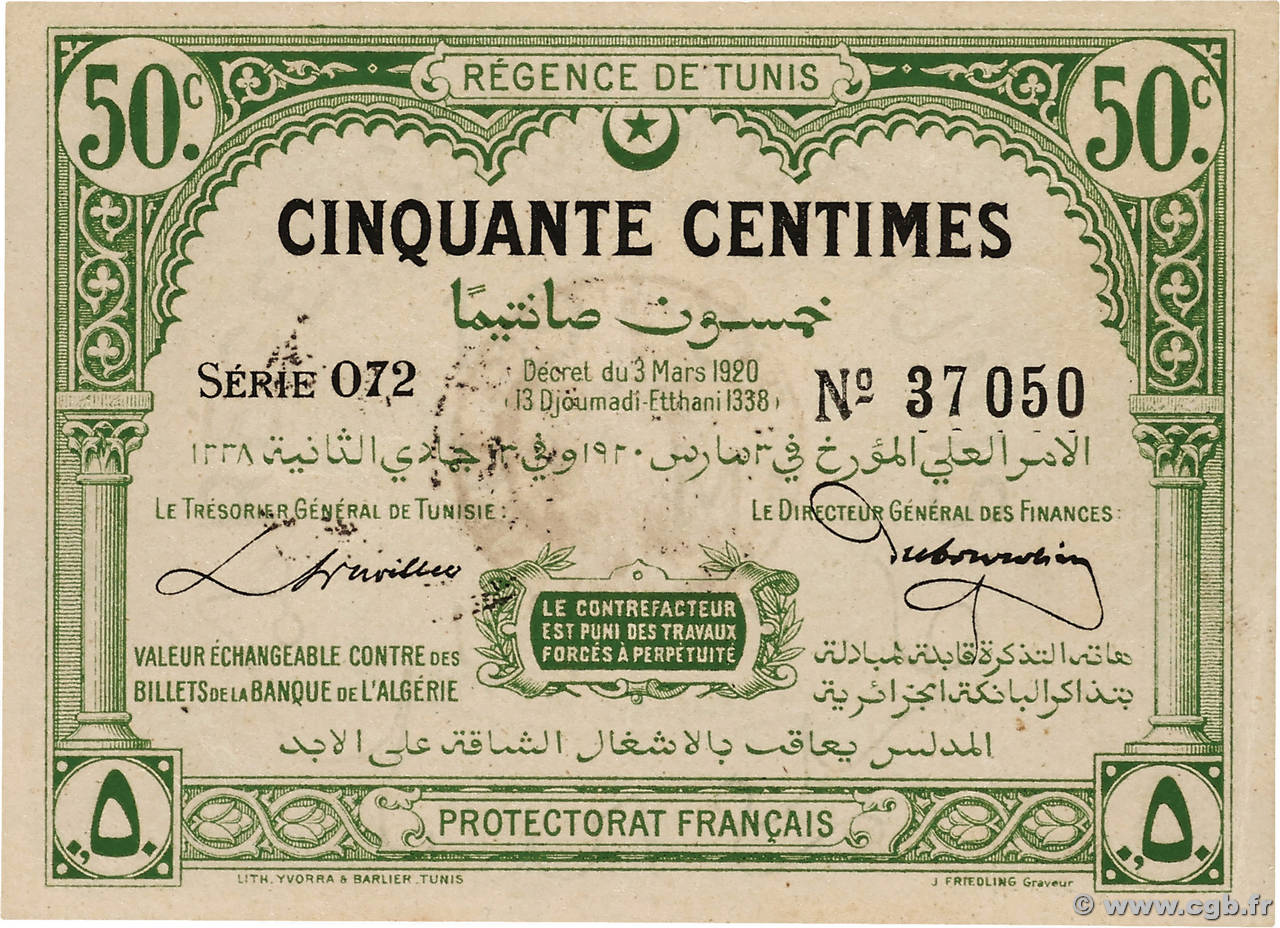 50.C
RÉGENCE DE TUNIS
50.C
CINQUANTE CENTIMES
خمسون صانتيمًا
SÉRIE 072
Décret du 3 Mars 1920
(13 Djoumadi-Etthani 1338)
No 37050
الامر العلي المؤرخ في ٣ مارس ١٩٢٠ وفي ١٣ جمادي الثانية ١٣٣٨
LE TRÉSORIER GÉNÉRAL DE TUNISIE:
LE DIRECTEUR GÉNÉRAL DES FINANCES:
LE CONTREFACTEUR
EST PUNI DES TRAVAUX
FORCÉS À PERPÉTUITÉ
VALEUR ÉCHANGEABLE CONTRE DES
BILLETS DE LA BANQUE DE L'ALGÉRIE
هاته التذكرة قابلة للمبادلة
بتذاكر البانكة الجزائرية
المدلس يعاقب بالاشغال الشاقة على الابد
,٥٠
PROTECTORAT FRANÇAIS
,٥٠
LITH. YVORRA & BARLIER. TUNIS
J FRIEDLING Graveur
© www.cgb.fr